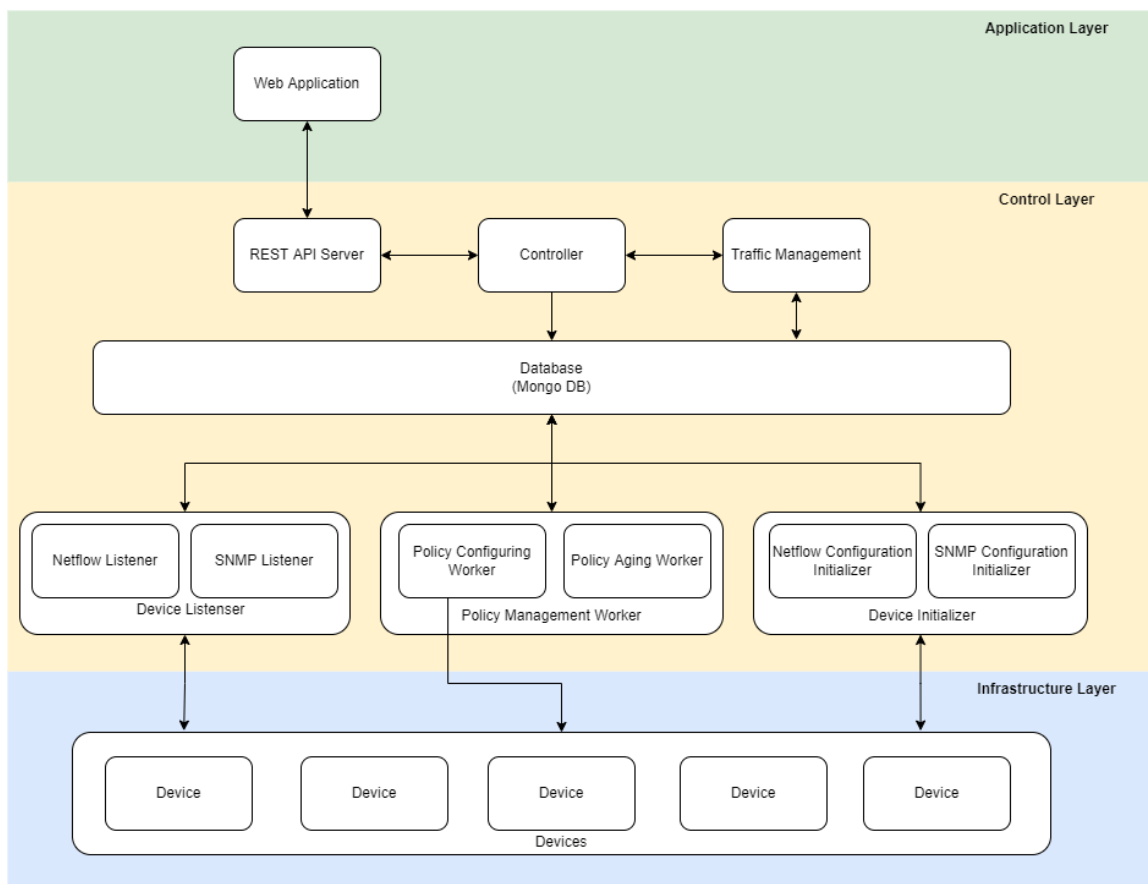 Application Layer
Web Application
Control Layer
REST API Server
Controller
Traffic Management
Database
(Mongo DB)
Netflow Listener
SNMP Listener
Device Listenser
Policy Configuring
Worker
Policy Aging Worker
Policy Management Worker
Netflow Configuration
Initializer
SNMP Configuration
Initializer
Device Initializer
Infrastructure Layer
Device
Device
Device
Device
Device
Devices